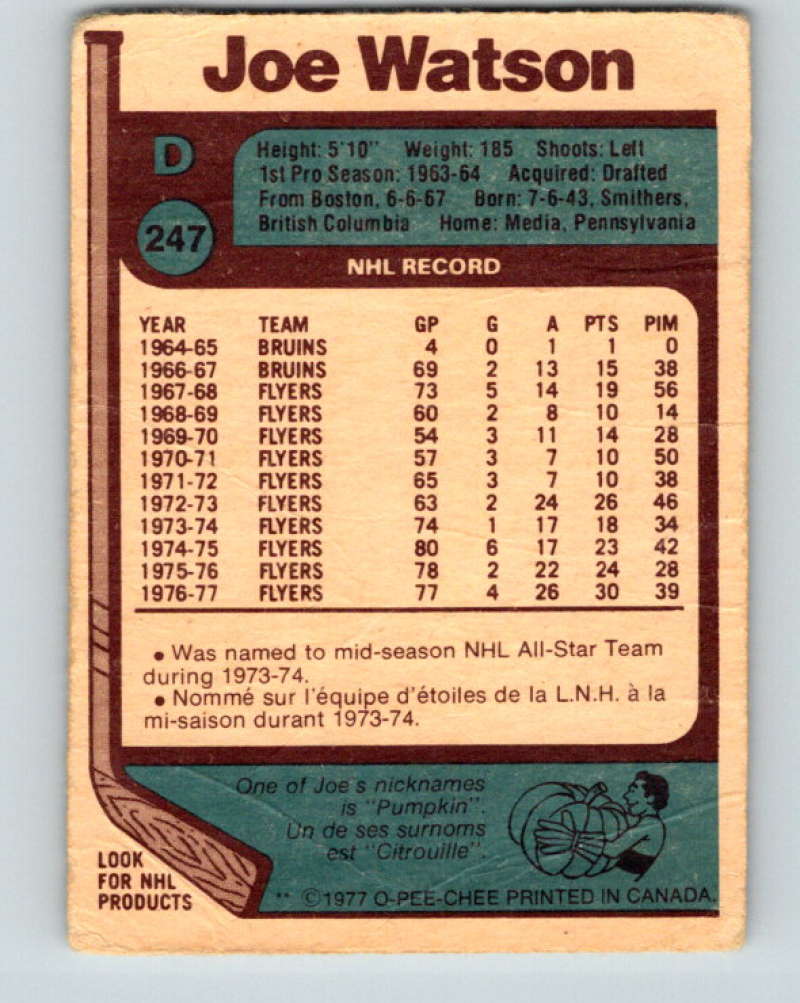 Joe Watson
D
247
Height: 5'10" Weight: 185 Shoots: Left
1st Pro Season: 1963-64 Acquired: Drafted
From Boston, 6-6-67 Born: 7-6-43, Smithers,
British Columbia Home: Media, Pennsylvania
NHL RECORD
YEAR TEAM GP G A PTS PIM
1964-65 BRUINS 4 0 1 1 0
1966-67 BRUINS 69 2 13 15 38
1967-68 FLYERS 73 5 14 19 56
1968-69 FLYERS 60 2 8 10 14
1969-70 FLYERS 54 3 11 14 28
1970-71 FLYERS 57 3 7 10 50
1971-72 FLYERS 65 3 7 10 38
1972-73 FLYERS 63 2 24 26 46
1973-74 FLYERS 74 1 17 18 34
1974-75 FLYERS 80 6 17 23 42
1975-76 FLYERS 78 2 22 24 28
1976-77 FLYERS 77 4 26 30 39
• Was named to mid-season NHL All-Star Team
during 1973-74.
• Nommé sur l'équipe d'étoiles de la L.N.H. à la
mi-saison durant 1973-74.
One of Joe's nicknames
is "Pumpkin".
Un de ses surnoms
est "Citrouille".
LOOK
FOR NHL
PRODUCTS
** ©1977 O-PEE-CHEE PRINTED IN CANADA.